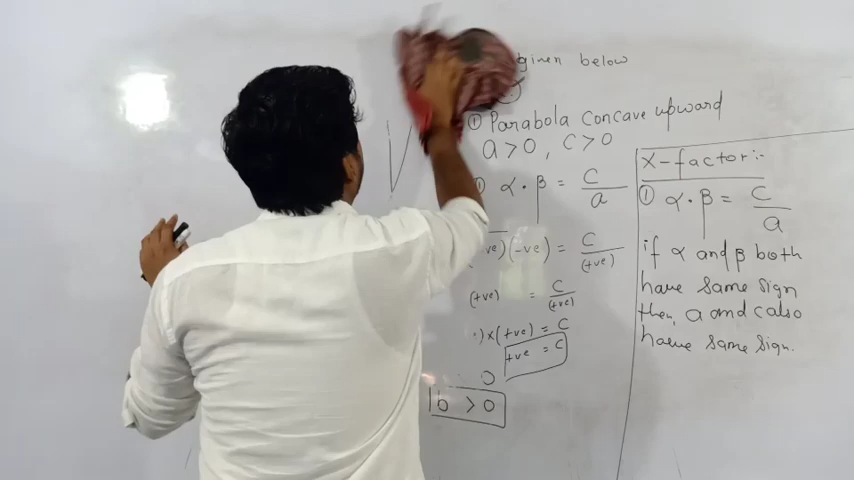 given below
① Parabola Concave upward
a > 0 , c > 0
① α · β = c/a
ve) (-ve) = c/(+ve)
(+ve) = c/(+ve)
) x (+ve) = c
+ve = c
b > 0
X-factor:-
① α · β = c/a
if α and β both
have same sign
then, a and c also
have same sign.